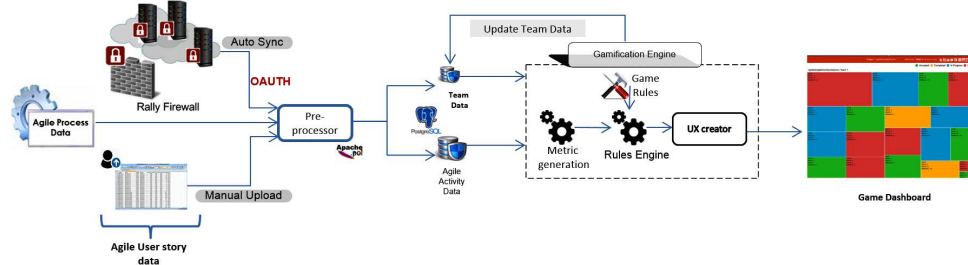 Update Team Data
Auto Sync
Gamification Engine
OAUTH
Rally Firewall
Team
Data
Game
Rules
Agile Process
Data
Pre-
processor
PostgreSQL
UX creator
Apache
poi
Metric
generation
Rules Engine
Agile
Activity
Data
Manual Upload
Game Dashboard
Agile User story
data